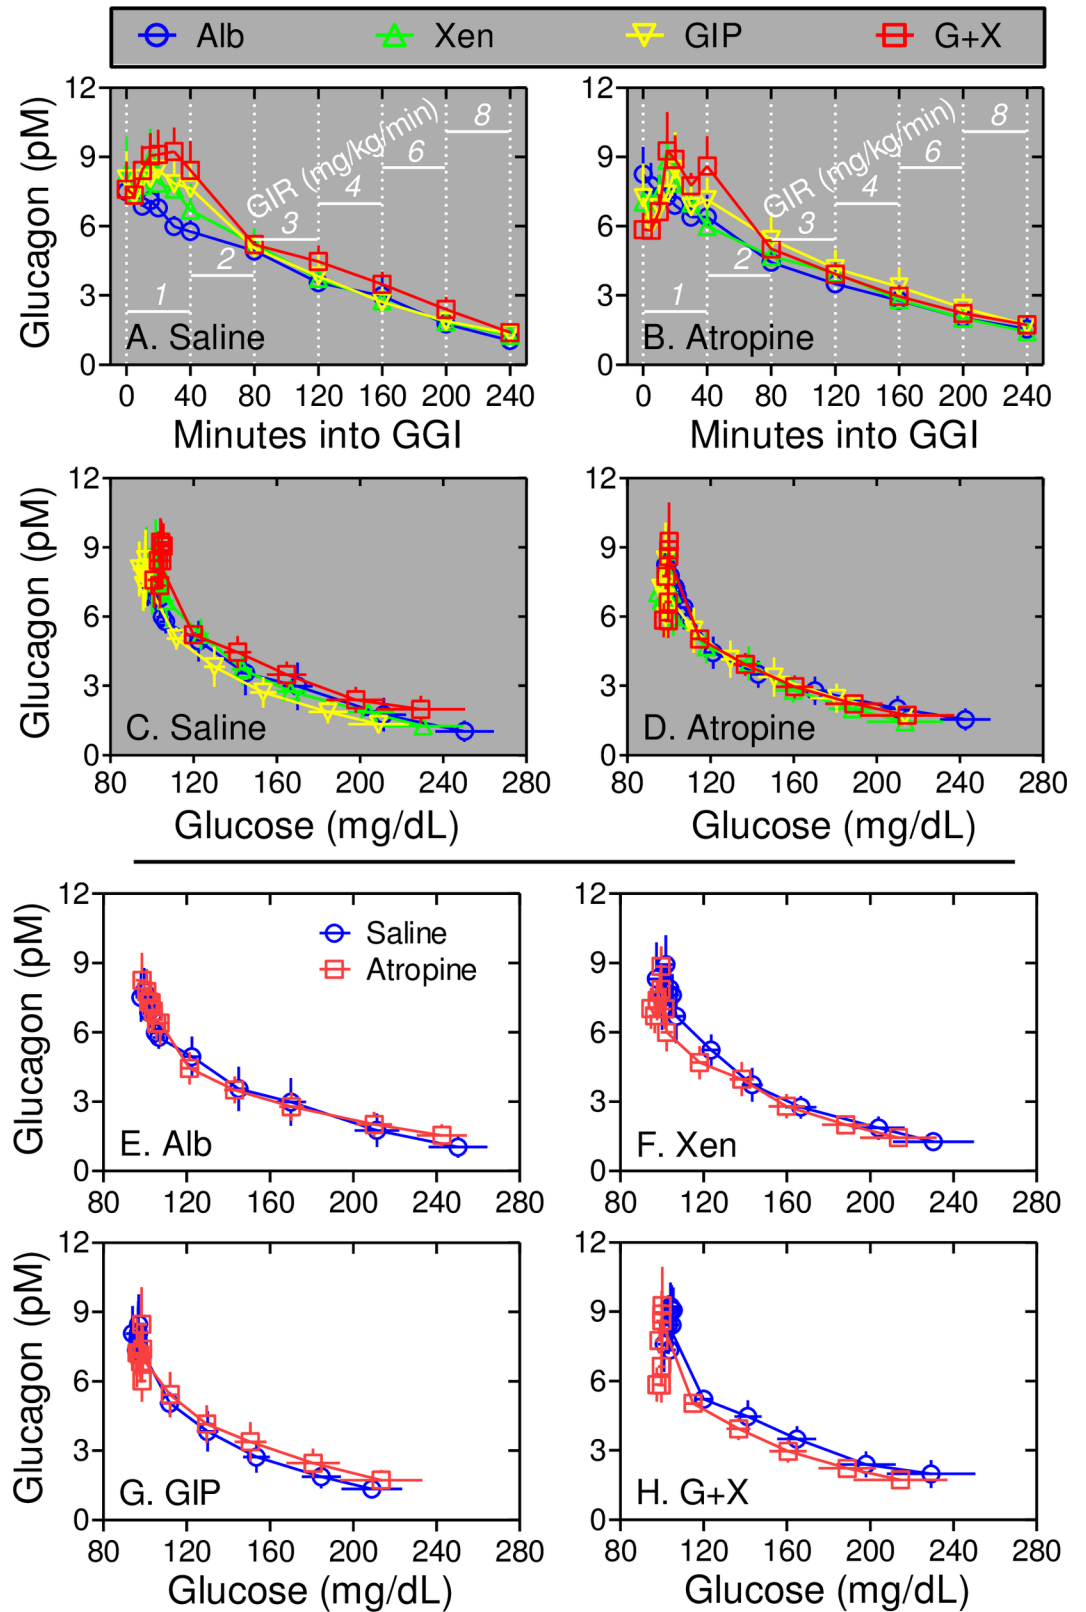 Alb Xen GIP G+X
Glucagon (pM)
12
9
6
3
0
GIR (mg/kg/min)
1
2
3
4
6
8
A. Saline
0 40 80 120 160 200 240
Minutes into GGI
12
9
6
3
0
GIR (mg/kg/min)
1
2
3
4
6
8
B. Atropine
0 40 80 120 160 200 240
Minutes into GGI
Glucagon (pM)
12
9
6
3
0
C. Saline
80 120 160 200 240 280
Glucose (mg/dL)
12
9
6
3
0
D. Atropine
80 120 160 200 240 280
Glucose (mg/dL)
Glucagon (pM)
12
9
6
3
0
Saline
Atropine
E. Alb
80 120 160 200 240 280
12
9
6
3
0
F. Xen
80 120 160 200 240 280
Glucagon (pM)
12
9
6
3
0
G. GIP
80 120 160 200 240 280
Glucose (mg/dL)
12
9
6
3
0
H. G+X
80 120 160 200 240 280
Glucose (mg/dL)